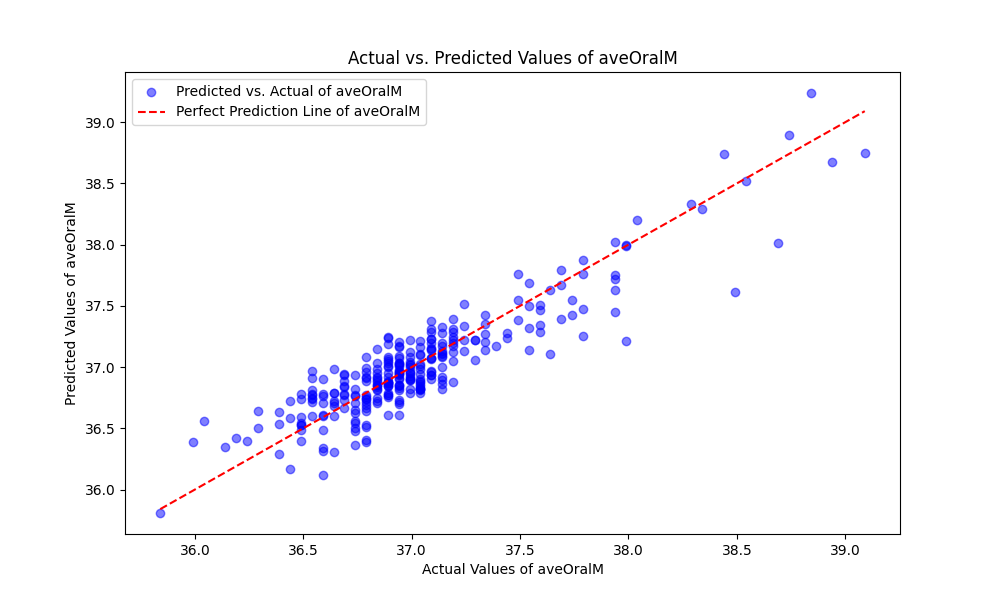 Actual vs. Predicted Values of aveOralM
Predicted vs. Actual of aveOralM
Perfect Prediction Line of aveOralM
Predicted Values of aveOralM
39.0
38.5
38.0
37.5
37.0
36.5
36.0
36.0 36.5 37.0 37.5 38.0 38.5 39.0
Actual Values of aveOralM